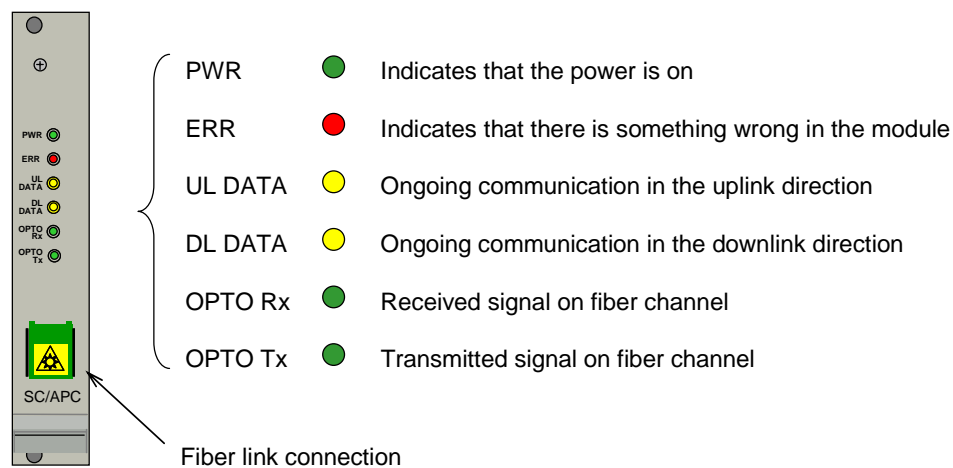 PWR
ERR
UL
DATA
DL
DATA
OPTO
Rx
OPTO
Tx
SC/APC
PWR Indicates that the power is on
ERR Indicates that there is something wrong in the module
UL DATA Ongoing communication in the uplink direction
DL DATA Ongoing communication in the downlink direction
OPTO Rx Received signal on fiber channel
OPTO Tx Transmitted signal on fiber channel
Fiber link connection